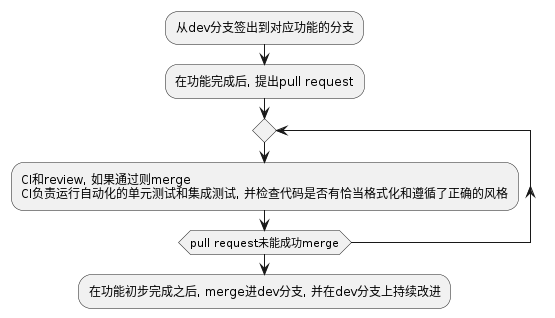 从dev分支签出到对应功能的分支
在功能完成后, 提出pull request
CI和review, 如果通过则merge
CI负责运行自动化的单元测试和集成测试, 并检查代码是否有恰当格式化和遵循了正确的风格
pull request未能成功merge
在功能初步完成之后, merge进dev分支, 并在dev分支上持续改进